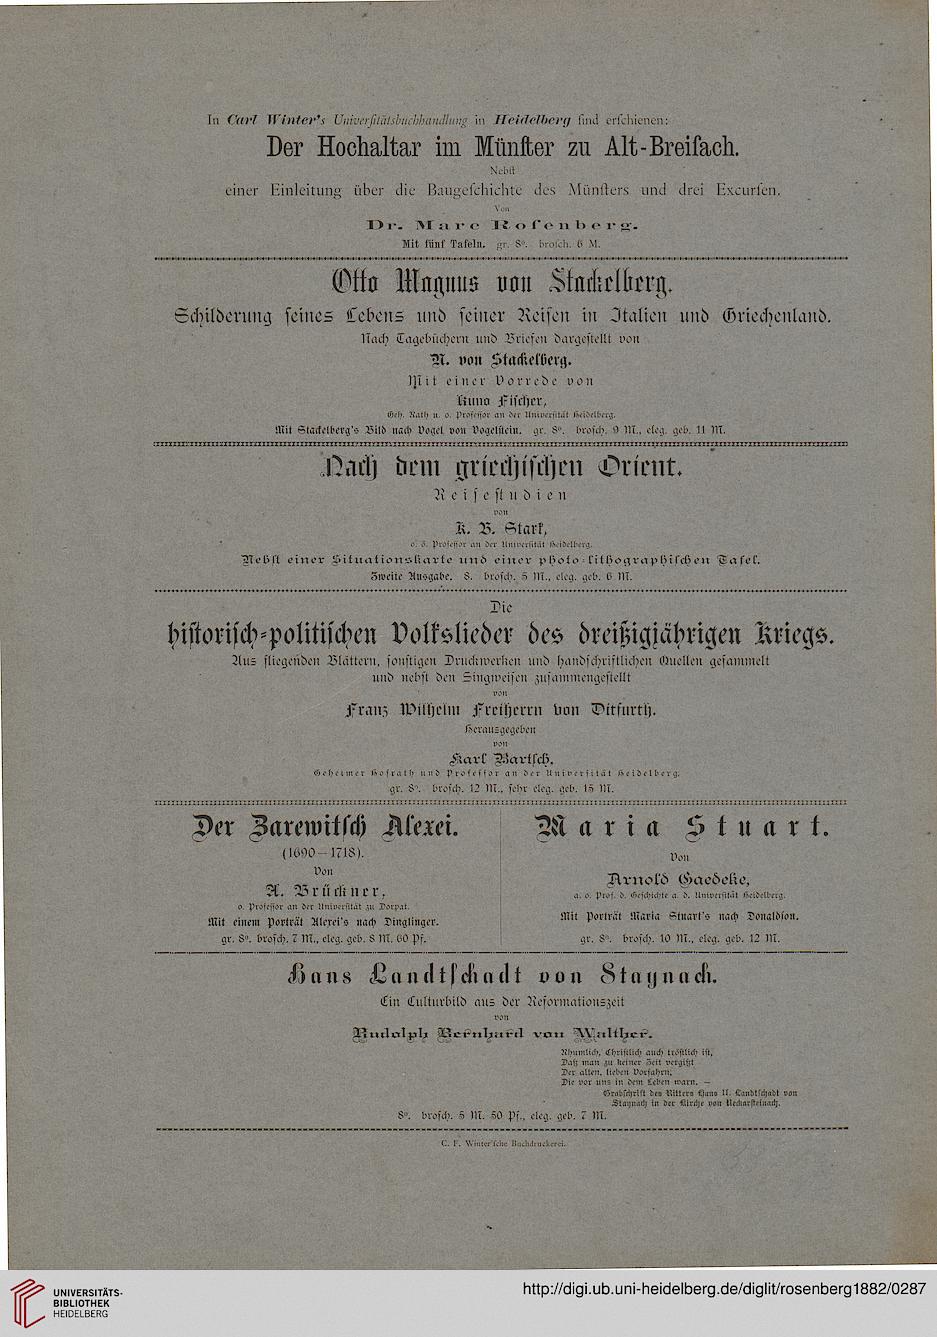 In Carl Winter's Univerſitätsbuchhandlung in Heidelberg ſind erſchienen:
Der Hochaltar im Münſter zu Alt-Breiſach.
Nebſt
einer Einleitung über die Baugeſchichte des Münſters und drei Excurſen.
Von
Dr. Marc Roſenberg.
Mit fünf Tafeln. gr. 8º. broſch. 6 M.
Otto Magnus von Stackelberg.
Schilderung ſeines Lebens und ſeiner Reiſen in Italien und Griechenland.
Nach Tagebüchern und Briefen dargeſtellt von
N. von Stackelberg.
Mit einer Vorrede von
Kuno Fiſcher,
Geh. Rath u. o. Profeſſor an der Univerſität Heidelberg.
Mit Stackelberg's Bild nach Vogel von Vogelſtein. gr. 8º. broſch. 9 M., eleg. geb. 11 M.
Nach dem griechiſchen Orient.
Reiſeſtudien
von
K. B. Stark,
o. ö. Profeſſor an der Univerſität Heidelberg.
Nebſt einer Situationskarte und einer photo-lithographiſchen Tafel.
Zweite Ausgabe. 8. broſch. 5 M., eleg. geb. 6 M.
Die
hiſtoriſch-politiſchen Volkslieder des dreißigjährigen Kriegs.
Aus fliegenden Blättern, ſonſtigen Druckwerken und handſchriftlichen Quellen geſammelt
und nebſt den Singweiſen zuſammengeſtellt
von
Franz Wilhelm Freiherrn von Ditfurth.
Herausgegeben
von
Karl Bartſch,
Geheimer Hofrath und Profeſſor an der Univerſität Heidelberg.
gr. 8º. broſch. 12 M., ſehr eleg. geb. 15 M.
Der Zarewitſch Alexei.
(1690—1718).
Von
A. Brückner,
o. Profeſſor an der Univerſität zu Dorpat.
Mit einem Porträt Alexei's nach Dinglinger.
gr. 8º. broſch. 7 M., eleg. geb. 8 M. 60 Pf.
Maria Stuart.
Von
Arnold Gaedeke,
a. o. Prof. d. Geſchichte a. d. Univerſität Heidelberg.
Mit Porträt Maria Stuart's nach Donaldſon.
gr. 8º. broſch. 10 M., eleg. geb. 12 M.
Hans Landtſchadt von Staynach.
Ein Culturbild aus der Reformationszeit
von
Rudolph Bernhard von Walther.
Rhumlich, Chriſtlich auch tröſtlich iſt,
Daß man zu keiner Zeit vergißt
Der alten, lieben Vorfahrn,
Die vor uns in dem Leben warn. —
Grabſchrift des Ritters Hans II. Landtſchadt von
Staynach in der Kirche von Neckarſteinach.
8º. broſch. 5 M. 50 Pf., eleg. geb. 7 M.
C. F. Winter'ſche Buchdruckerei.
UNIVERSITÄTS-
BIBLIOTHEK
HEIDELBERG
http://digi.ub.uni-heidelberg.de/diglit/rosenberg1882/0287